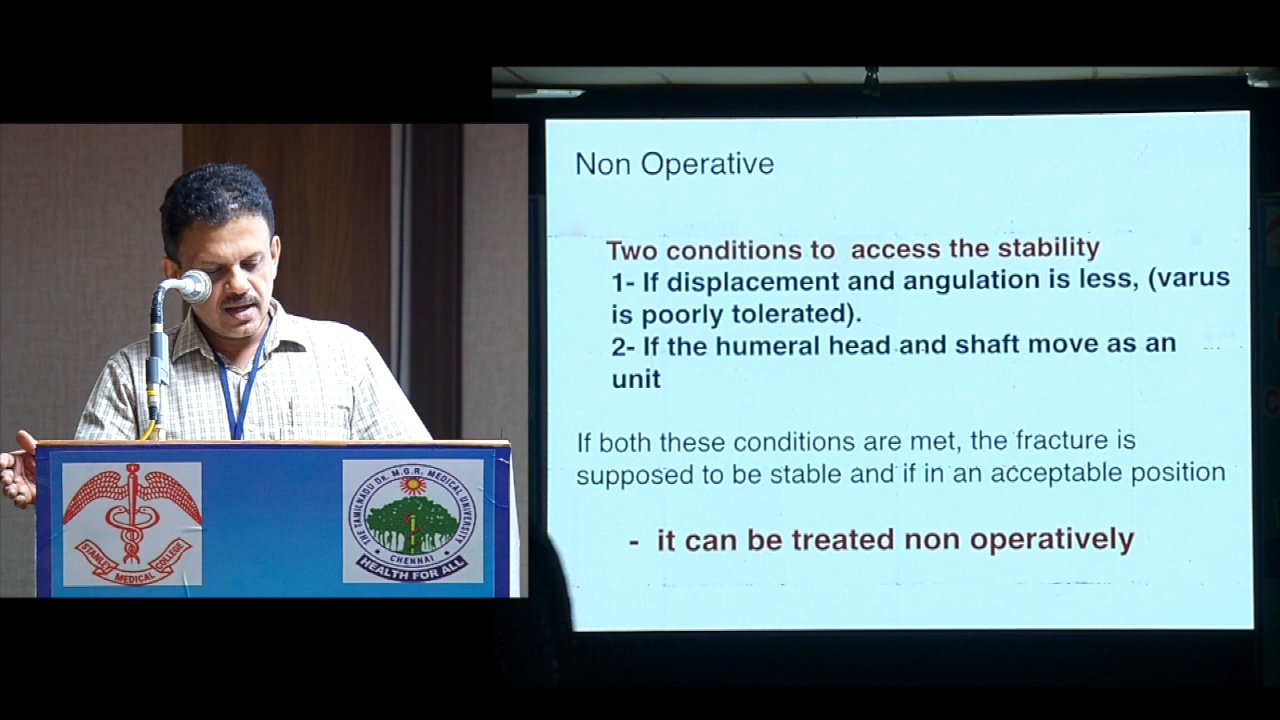 Non Operative
Two conditions to access the stability
1- If displacement and angulation is less, (varus
is poorly tolerated).
2- If the humeral head and shaft move as an
unit
If both these conditions are met, the fracture is
supposed to be stable and if in an acceptable position
- it can be treated non operatively
STANLEY MEDICAL COLLEGE
THE TAMILNADU DR. M.G.R. MEDICAL UNIVERSITY
CHENNAI
HEALTH FOR ALL